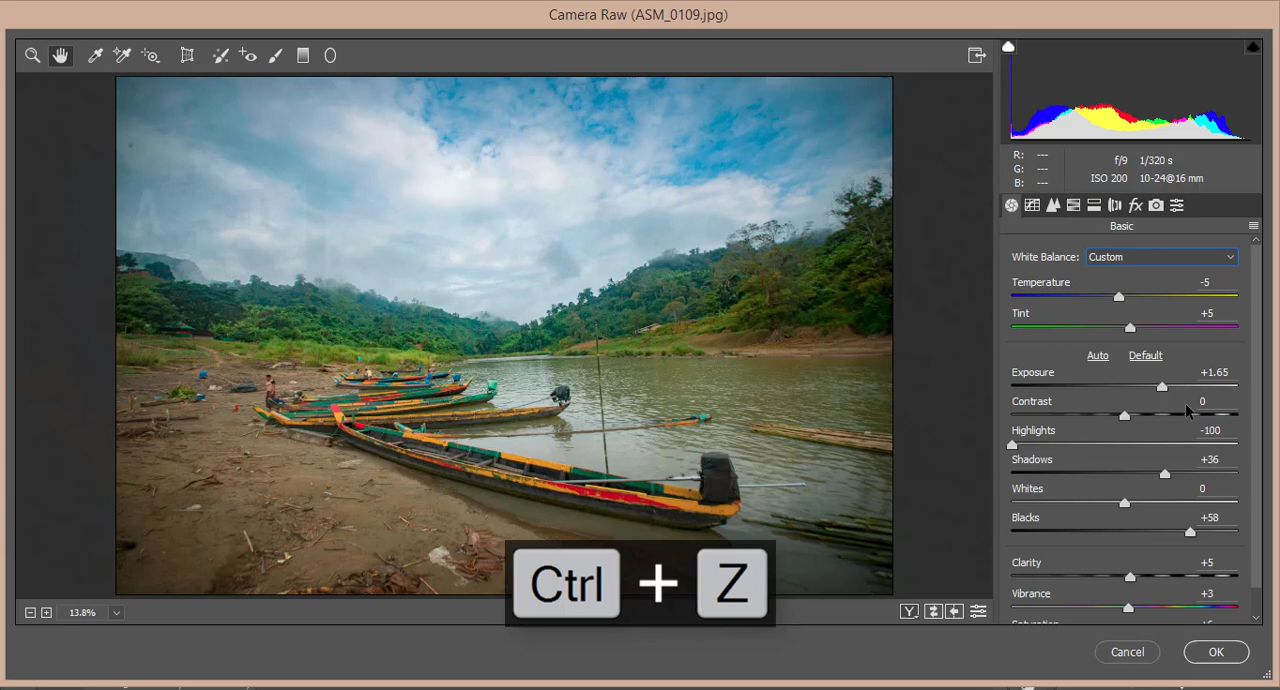 Camera Raw (ASM_0109.jpg)
R: ---
G: ---
B: ---
f/9 1/320 s
ISO 200 10-24@16 mm
fx
Basic
White Balance: Custom
Temperature -5
Tint +5
Auto Default
Exposure +1.65
Contrast 0
Highlights -100
Shadows +36
Whites 0
Blacks +58
Clarity +5
Vibrance +3
Ctrl + Z
13.8%
Y
Cancel OK